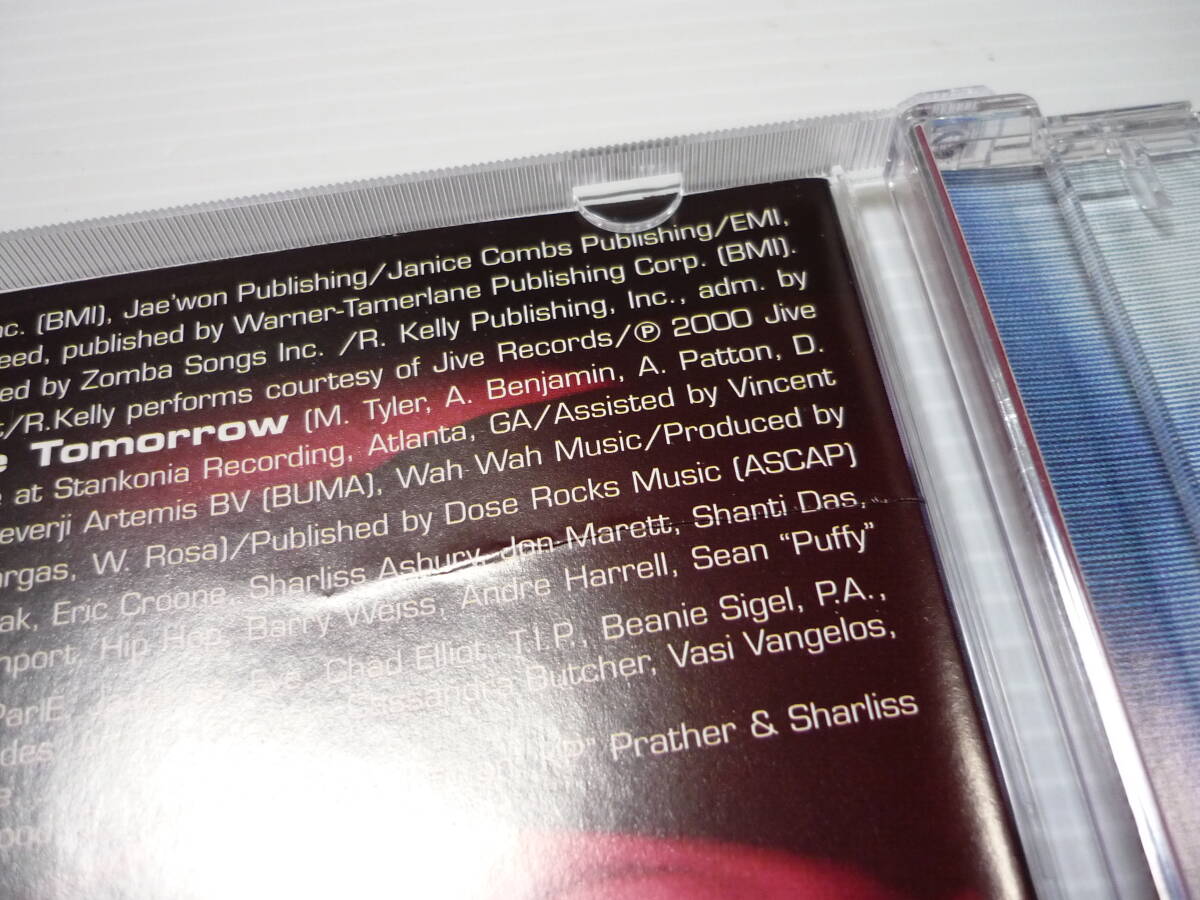 nc. (BMI), Jae'won Publishing/Janice Combs Publishing/EMI,
eed, published by Warner-Tamerlane Publishing Corp. (BMI).
ed by Zomba Songs Inc. /R. Kelly Publishing, Inc., adm. by
/R.Kelly performs courtesy of Jive Records/℗ 2000 Jive
e Tomorrow (M. Tyler, A. Benjamin, A. Patton, D.
e at Stankonia Recording, Atlanta, GA/Assisted by Vincent
everji Artemis BV (BUMA), Wah Wah Music/Produced by
rgas, W. Rosa)/Published by Dose Rocks Music (ASCAP)
ak, Eric Croone, Sharliss Asbury, Jon Marett, Shanti Das,
nport, Hip Hop, Barry Weiss, Andre Harrell, Sean "Puffy"
ParlE, Eve, Chad Elliot, T.I.P., Beanie Sigel, P.A.,
des, Cassandra Butcher, Vasi Vangelos,
Prather & Sharliss